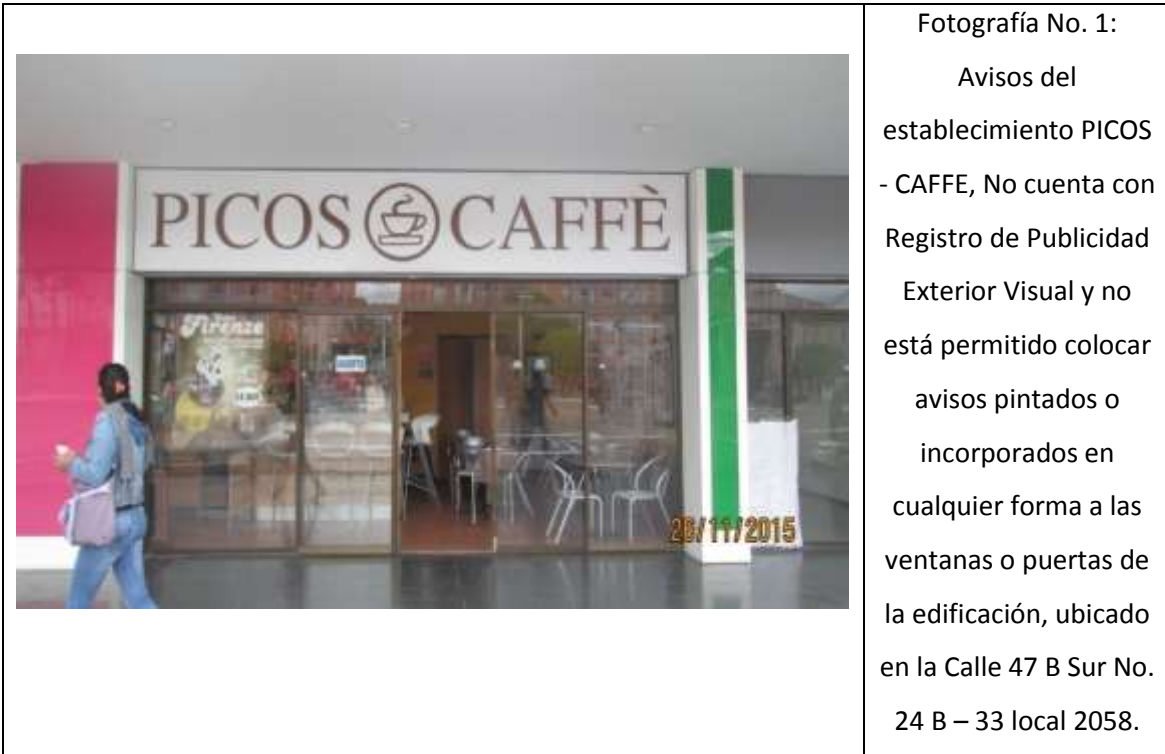 Fotografía No. 1:
Avisos del
establecimiento PICOS
- CAFFE, No cuenta con
Registro de Publicidad
Exterior Visual y no
está permitido colocar
avisos pintados o
incorporados en
cualquier forma a las
ventanas o puertas de
la edificación, ubicado
en la Calle 47 B Sur No.
24 B – 33 local 2058.
PICOS CAFFÈ
Firenze
26/11/2015